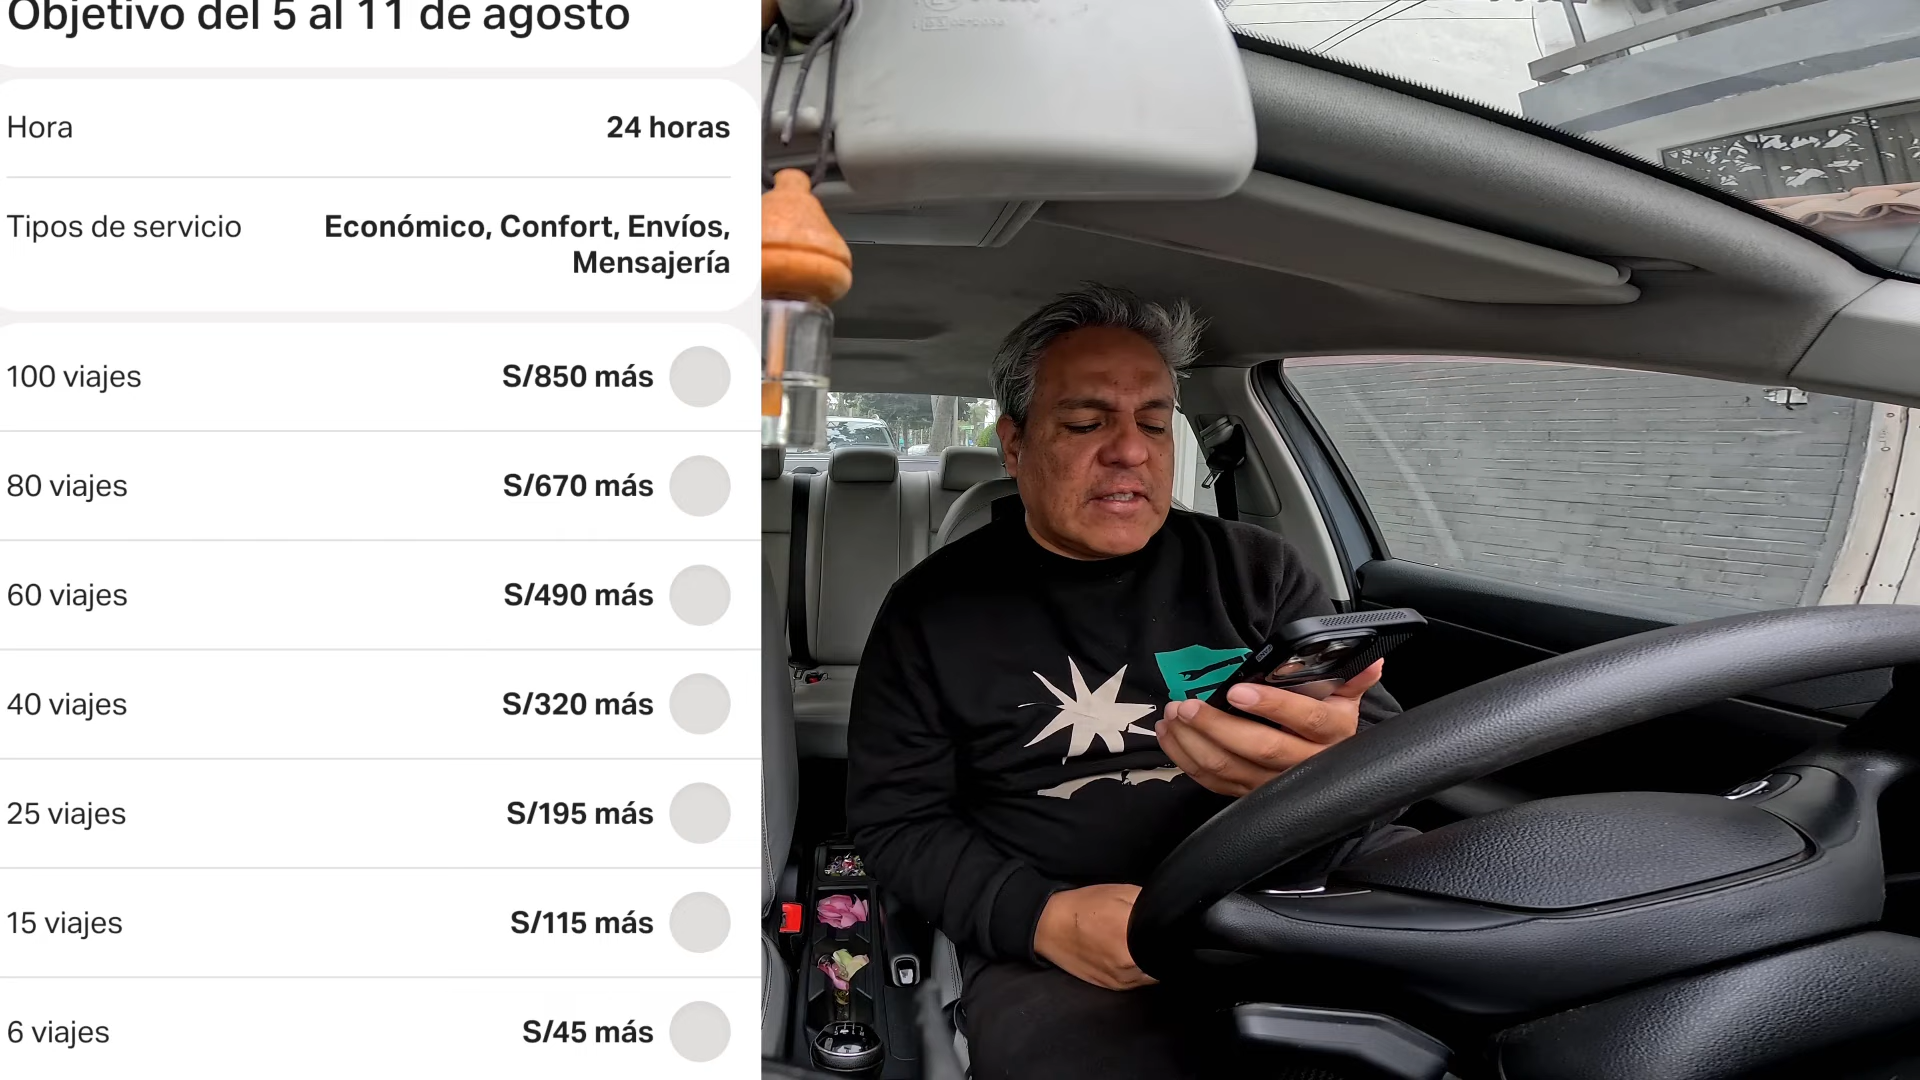 Objetivo del 5 al 11 de agosto
Hora 24 horas
Tipos de servicio Económico, Confort, Envíos,
Mensajería
100 viajes S/850 más
80 viajes S/670 más
60 viajes S/490 más
40 viajes S/320 más
25 viajes S/195 más
15 viajes S/115 más
6 viajes S/45 más